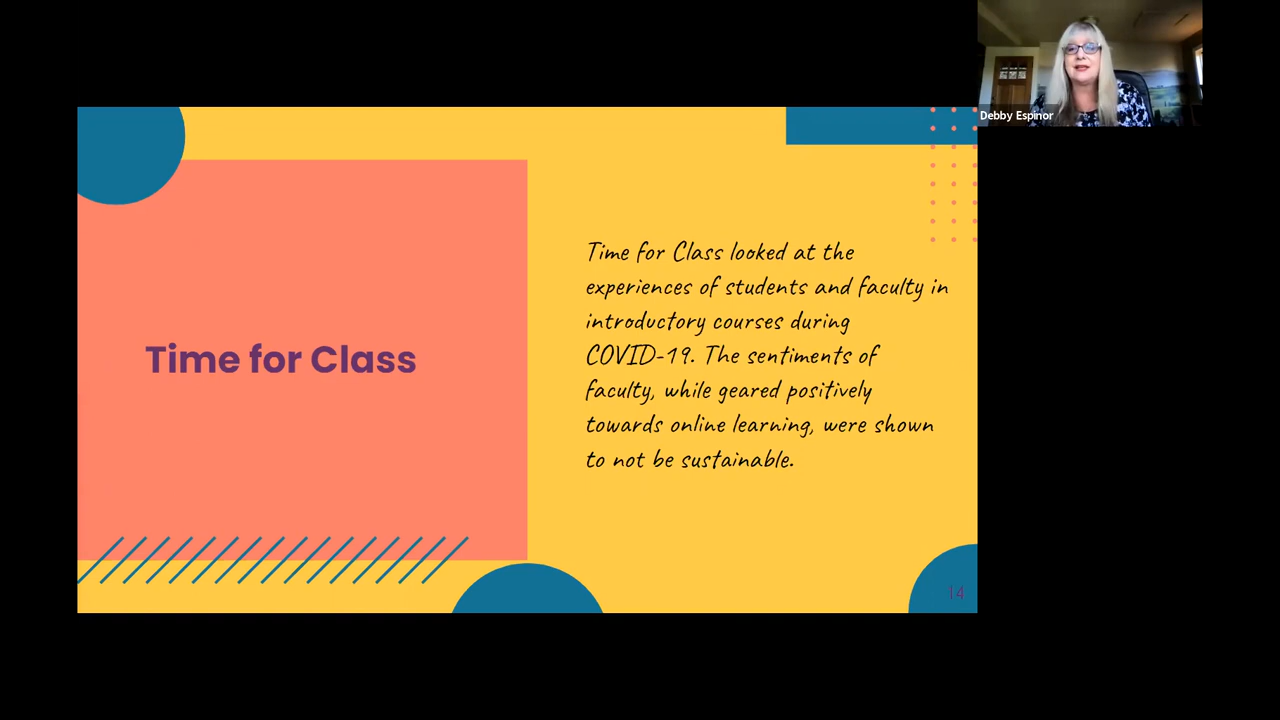 Debby Espinor
Time for Class
Time for Class looked at the
experiences of students and faculty in
introductory courses during
COVID-19. The sentiments of
faculty, while geared positively
towards online learning, were shown
to not be sustainable.
14